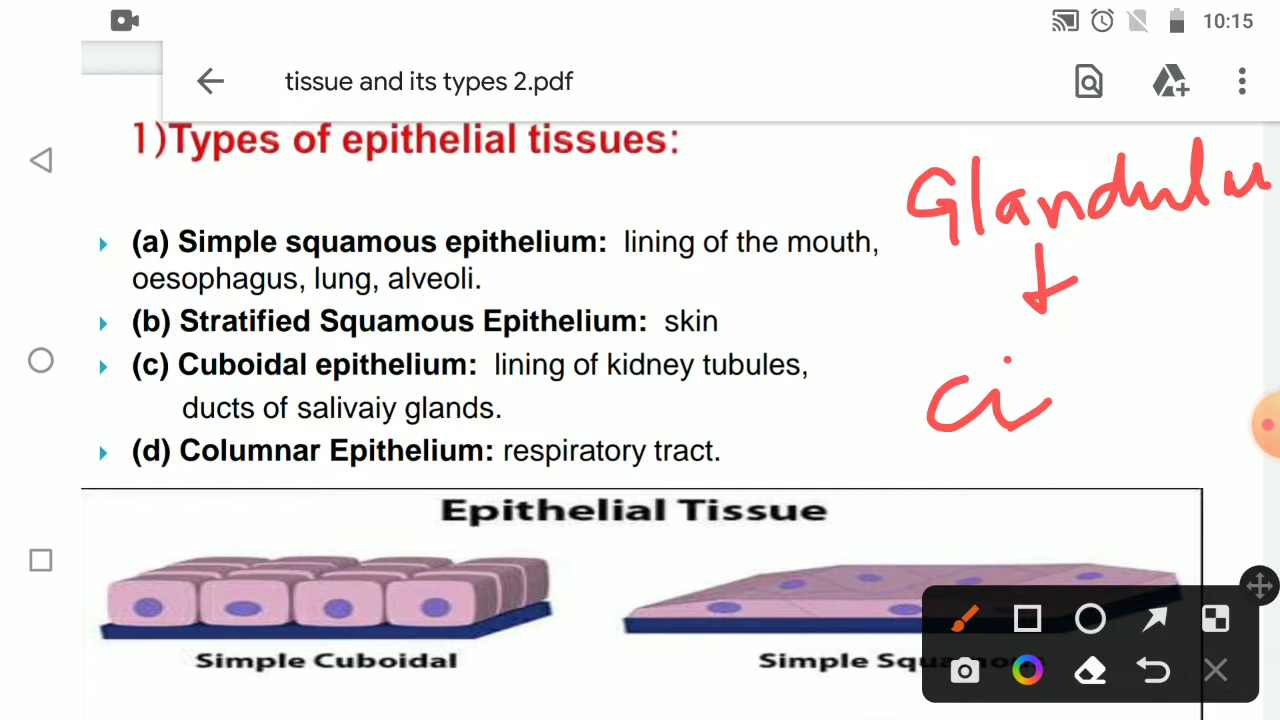 10:15
tissue and its types 2.pdf
1)Types of epithelial tissues:
(a) Simple squamous epithelium: lining of the mouth,
oesophagus, lung, alveoli.
(b) Stratified Squamous Epithelium: skin
(c) Cuboidal epithelium: lining of kidney tubules,
ducts of salivaiy glands.
(d) Columnar Epithelium: respiratory tract.
Glandulu
ci
Epithelial Tissue
Simple Cuboidal
Simple Squamous